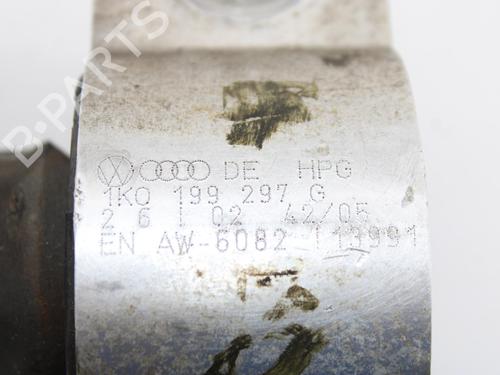 B-PARTS
DE HPG
1K0 199 297 G
2 6 1 02 42/05
EN AW-6082 113991